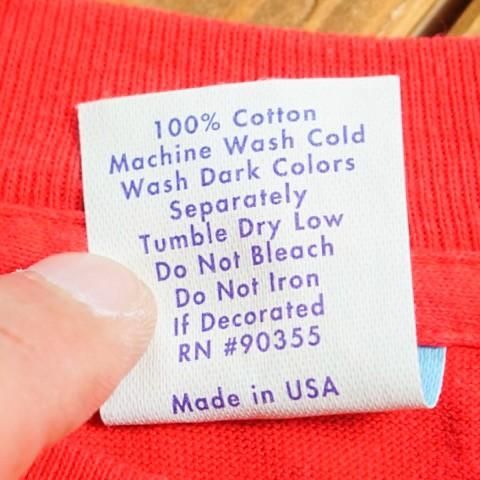 100% Cotton
Machine Wash Cold
Wash Dark Colors
Separately
Tumble Dry Low
Do Not Bleach
Do Not Iron
If Decorated
RN #90355
Made in USA